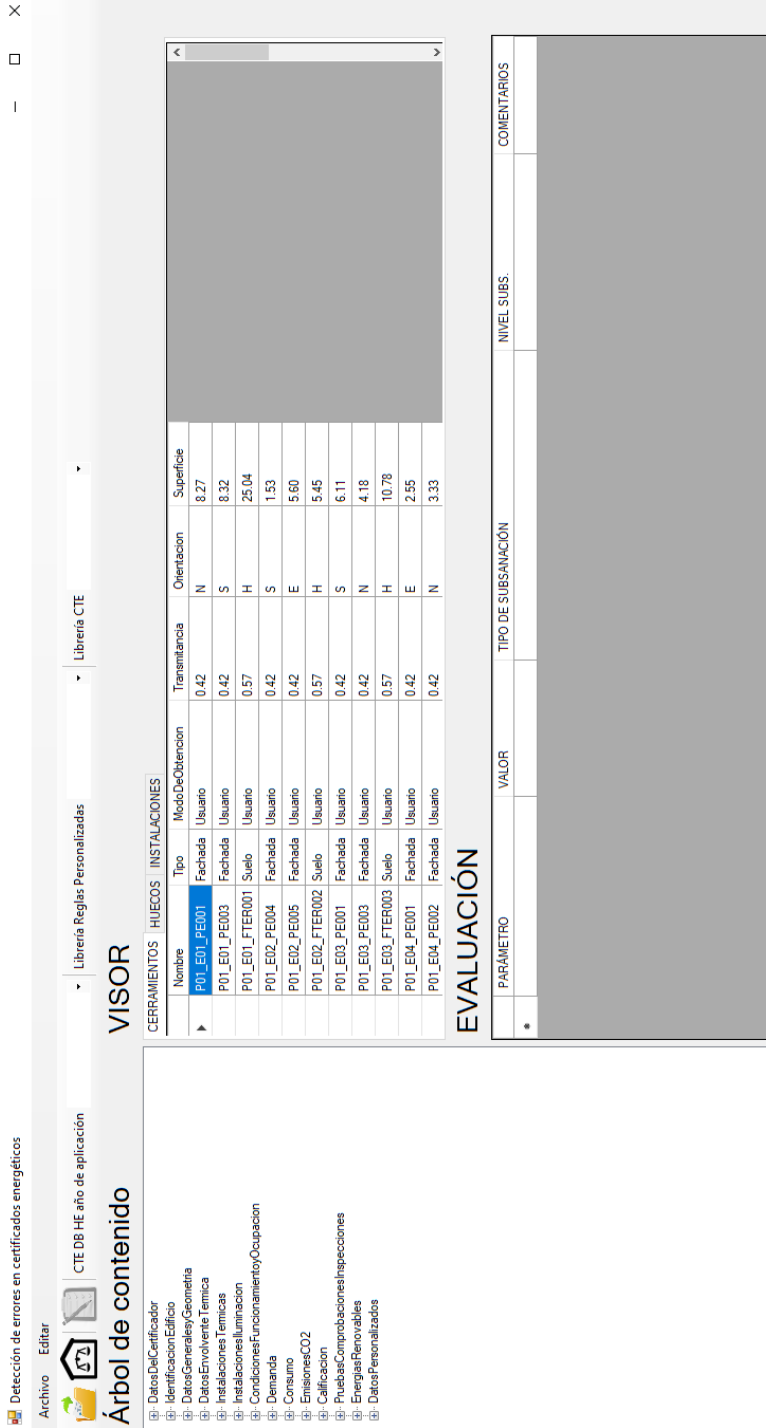 Detección de errores en certificados energéticos
Archivo Editar
CTE DB HE año de aplicación Librería Reglas Personalizadas Librería CTE
Árbol de contenido
DatosDelCertificador
IdentificacionEdificio
DatosGeneralesyGeometria
DatosEnvolventeTermica
InstalacionesTermicas
InstalacionesIluminacion
CondicionesFuncionamientoyOcupacion
Demanda
Consumo
EmisionesCO2
Calificacion
PruebasComprobacionesInspecciones
EnergiasRenovables
DatosPersonalizados
VISOR
CERRAMIENTOS HUECOS INSTALACIONES
Nombre Tipo ModoDeObtencion Transmitancia Orientacion Superficie
P01_E01_PE001 Fachada Usuario 0.42 N 8.27
P01_E01_PE003 Fachada Usuario 0.42 S 8.32
P01_E01_FTER001 Suelo Usuario 0.57 H 25.04
P01_E02_PE004 Fachada Usuario 0.42 S 1.53
P01_E02_PE005 Fachada Usuario 0.42 E 5.60
P01_E02_FTER002 Suelo Usuario 0.57 H 5.45
P01_E03_PE001 Fachada Usuario 0.42 S 6.11
P01_E03_PE003 Fachada Usuario 0.42 N 4.18
P01_E03_FTER003 Suelo Usuario 0.57 H 10.78
P01_E04_PE001 Fachada Usuario 0.42 E 2.55
P01_E04_PE002 Fachada Usuario 0.42 N 3.33
EVALUACIÓN
PARÁMETRO VALOR TIPO DE SUBSANACIÓN NIVEL SUBS. COMENTARIOS
*